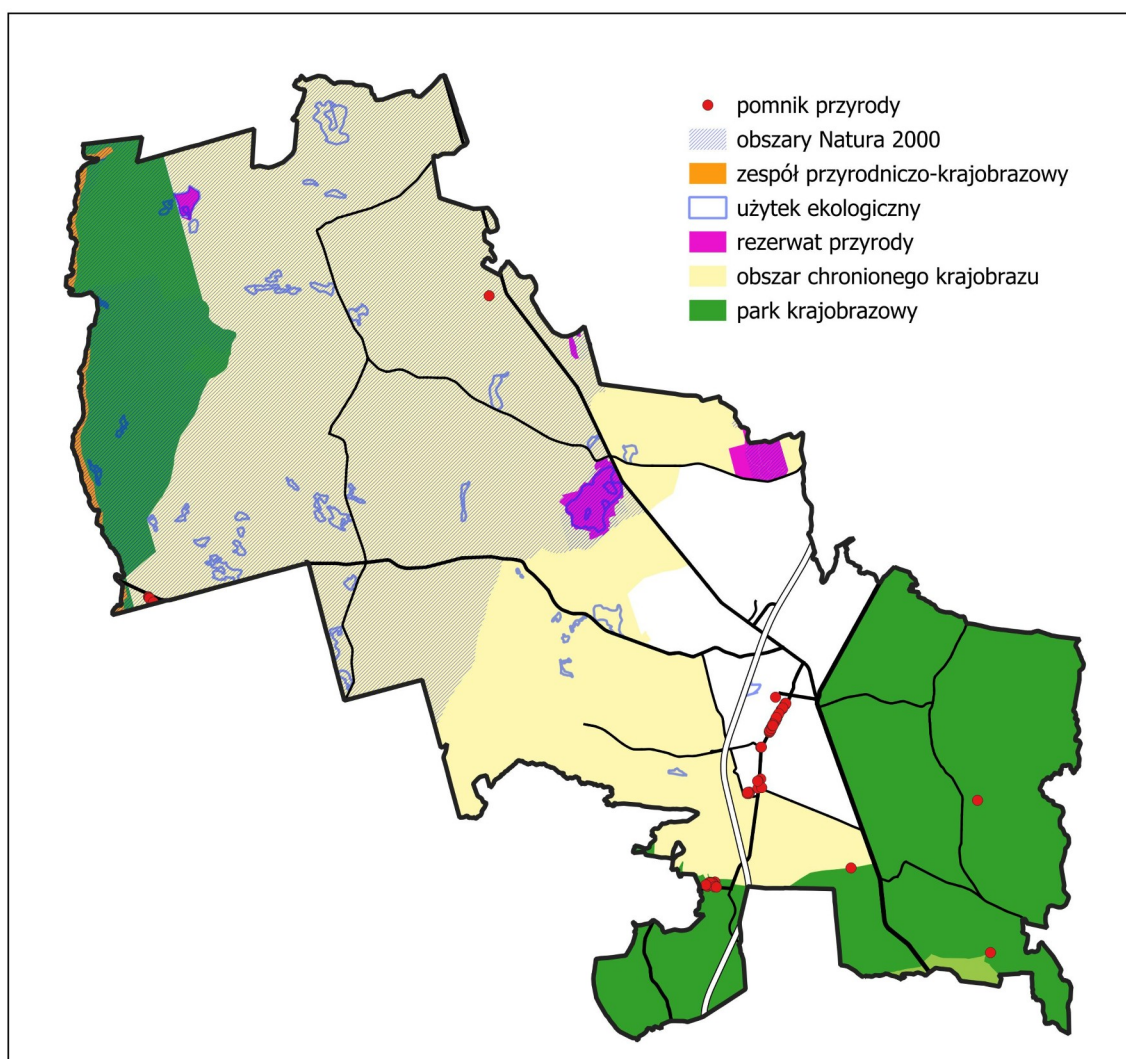 pomnik przyrody
obszary Natura 2000
zespół przyrodniczo-krajobrazowy
użytek ekologiczny
rezerwat przyrody
obszar chronionego krajobrazu
park krajobrazowy